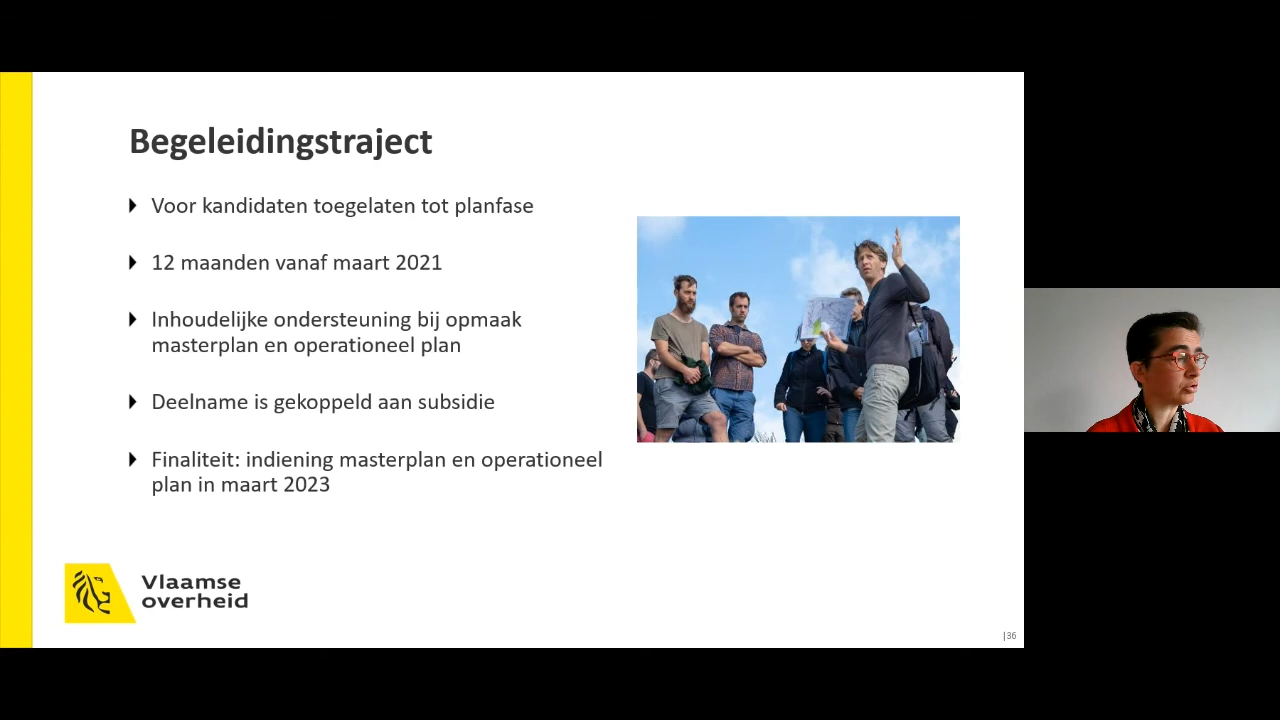 Begeleidingstraject
Voor kandidaten toegelaten tot planfase
12 maanden vanaf maart 2021
Inhoudelijke ondersteuning bij opmaak
masterplan en operationeel plan
Deelname is gekoppeld aan subsidie
Finaliteit: indiening masterplan en operationeel
plan in maart 2023
Vlaamse
overheid
|36